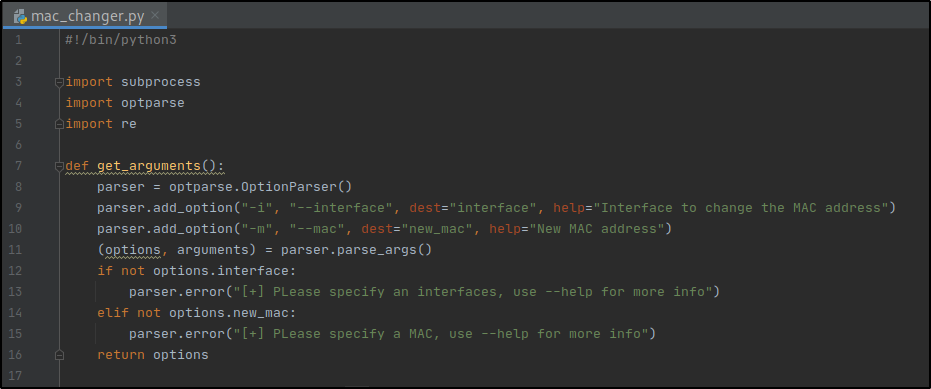 mac_changer.py
1 #!/bin/python3
2
3 import subprocess
4 import optparse
5 import re
6
7 def get_arguments():
8     parser = optparse.OptionParser()
9     parser.add_option("-i", "--interface", dest="interface", help="Interface to change the MAC address")
10     parser.add_option("-m", "--mac", dest="new_mac", help="New MAC address")
11     (options, arguments) = parser.parse_args()
12     if not options.interface:
13         parser.error("[+] PLease specify an interfaces, use --help for more info")
14     elif not options.new_mac:
15         parser.error("[+] PLease specify a MAC, use --help for more info")
16     return options
17